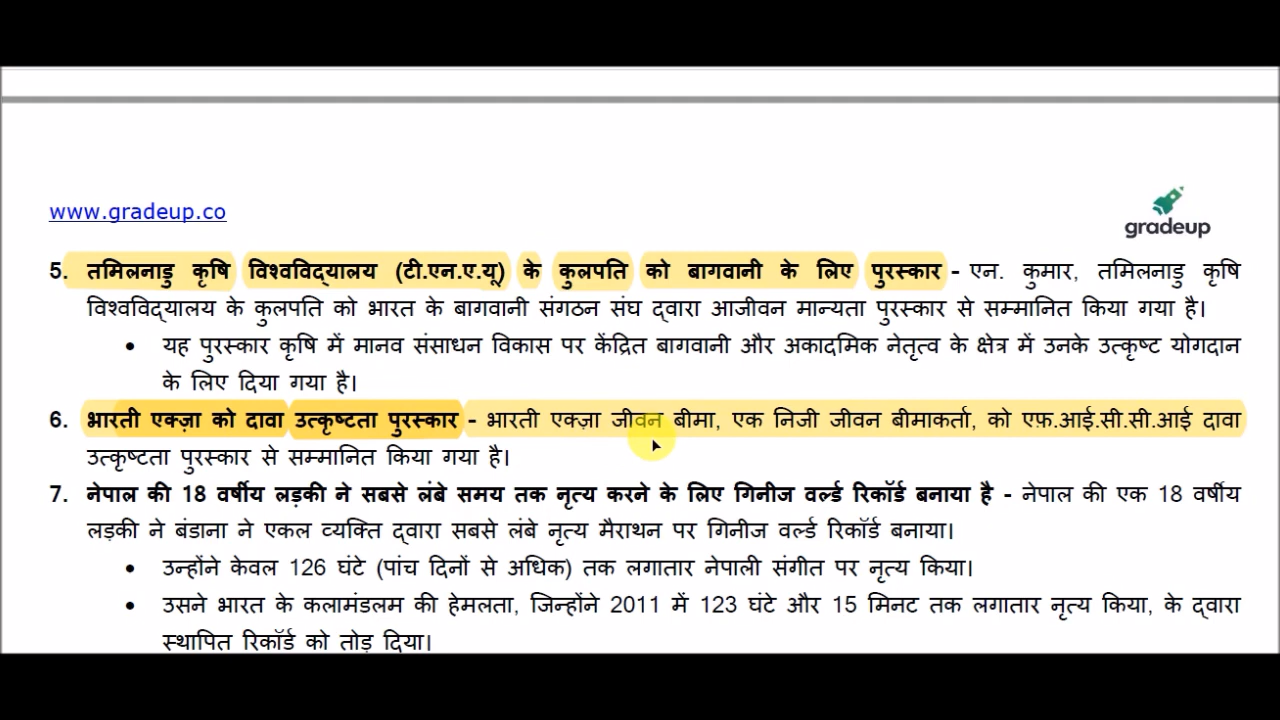 www.gradeup.co
gradeup
5. तमिलनाडु कृषि विश्वविद्यालय (टी.एन.ए.यू) के कुलपति को बागवानी के लिए पुरस्कार - एन. कुमार, तमिलनाडु कृषि
विश्वविद्यालय के कुलपति को भारत के बागवानी संगठन संघ द्वारा आजीवन मान्यता पुरस्कार से सम्मानित किया गया है।
• यह पुरस्कार कृषि में मानव संसाधन विकास पर केंद्रित बागवानी और अकादमिक नेतृत्व के क्षेत्र में उनके उत्कृष्ट योगदान
के लिए दिया गया है।
6. भारती एक्ज़ा को दावा उत्कृष्टता पुरस्कार - भारती एक्ज़ा जीवन बीमा, एक निजी जीवन बीमाकर्ता, को एफ़.आई.सी.सी.आई दावा
उत्कृष्टता पुरस्कार से सम्मानित किया गया है।
7. नेपाल की 18 वर्षीय लड़की ने सबसे लंबे समय तक नृत्य करने के लिए गिनीज वर्ल्ड रिकॉर्ड बनाया है - नेपाल की एक 18 वर्षीय
लड़की ने बंडाना ने एकल व्यक्ति द्वारा सबसे लंबे नृत्य मैराथन पर गिनीज वर्ल्ड रिकॉर्ड बनाया।
• उन्होंने केवल 126 घंटे (पांच दिनों से अधिक) तक लगातार नेपाली संगीत पर नृत्य किया।
• उसने भारत के कलामंडलम की हेमलता, जिन्होंने 2011 में 123 घंटे और 15 मिनट तक लगातार नृत्य किया, के द्वारा
स्थापित रिकॉर्ड को तोड़ दिया।